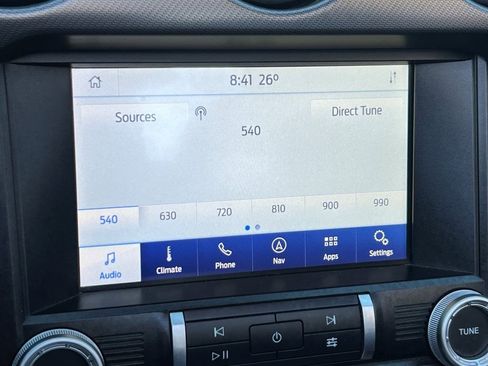 8:41 26°
Sources
Direct Tune
540
540 630 720 810 900 990
Audio Climate Phone Nav Apps Settings
TUNE